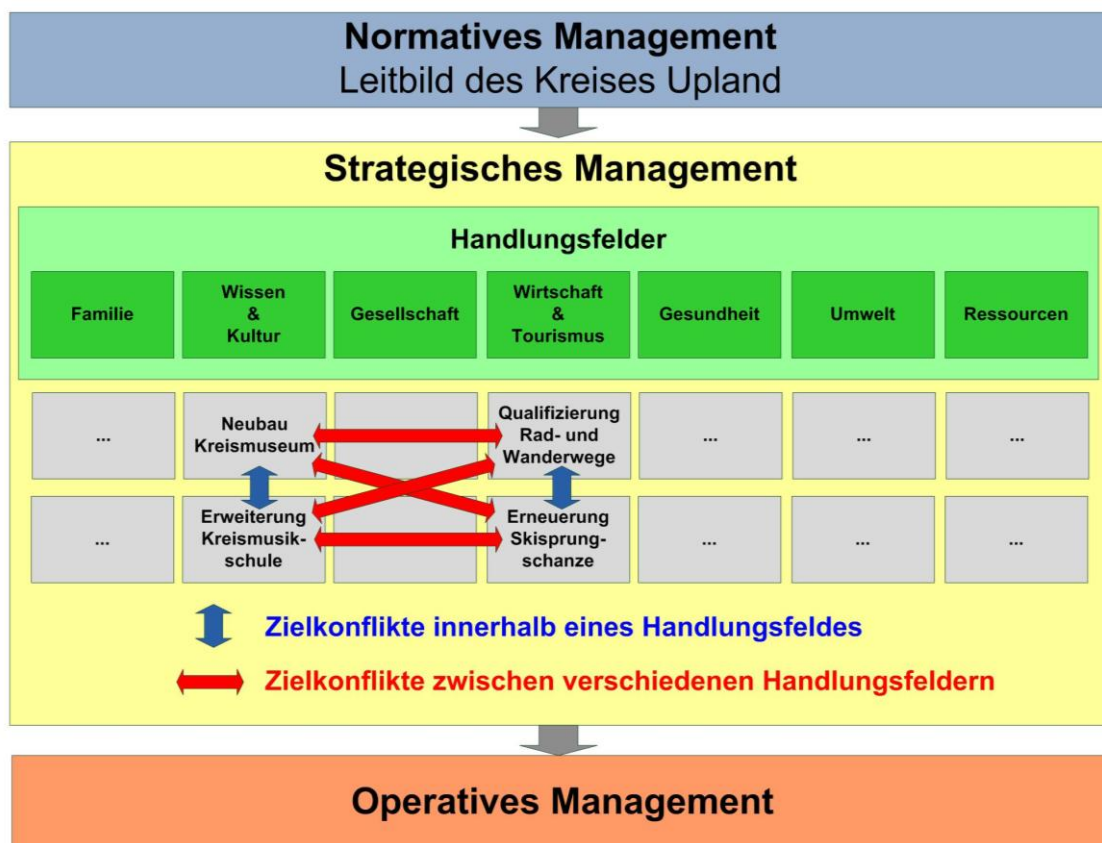 Normatives Management
Leitbild des Kreises Upland
Strategisches Management
Handlungsfelder
Familie
Wissen
&
Kultur
Gesellschaft
Wirtschaft
&
Tourismus
Gesundheit
Umwelt
Ressourcen
...
Neubau
Kreismuseum
Qualifizierung
Rad- und
Wanderwege
...
...
...
...
Erweiterung
Kreismusik-
schule
Erneuerung
Skisprung-
schanze
...
...
...
Zielkonflikte innerhalb eines Handlungsfeldes
Zielkonflikte zwischen verschiedenen Handlungsfeldern
Operatives Management